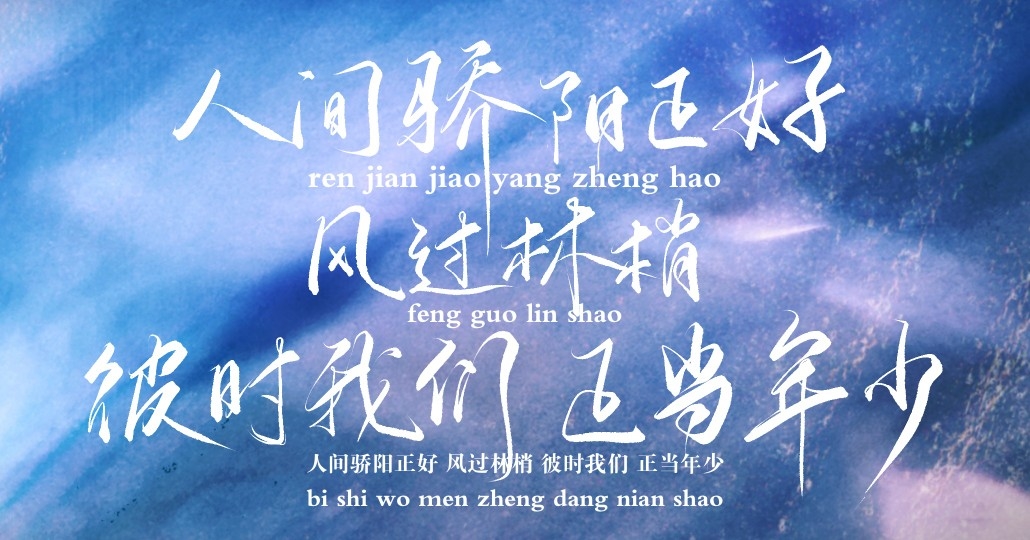 人间骄阳正好
ren jian jiao yang zheng hao
风过林梢
feng guo lin shao
彼时我们 正当年少
人间骄阳正好 风过林梢 彼时我们 正当年少
bi shi wo men zheng dang nian shao